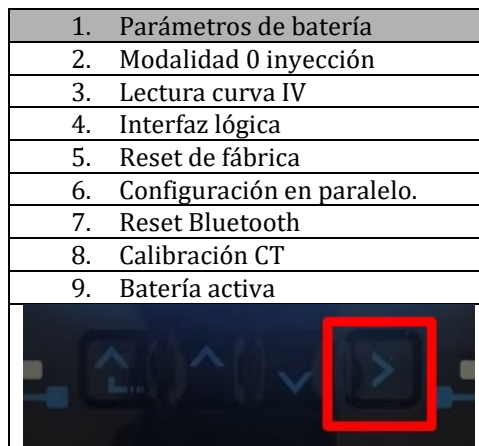 1. Parámetros de batería
2. Modalidad 0 inyección
3. Lectura curva IV
4. Interfaz lógica
5. Reset de fábrica
6. Configuración en paralelo.
7. Reset Bluetooth
8. Calibración CT
9. Batería activa